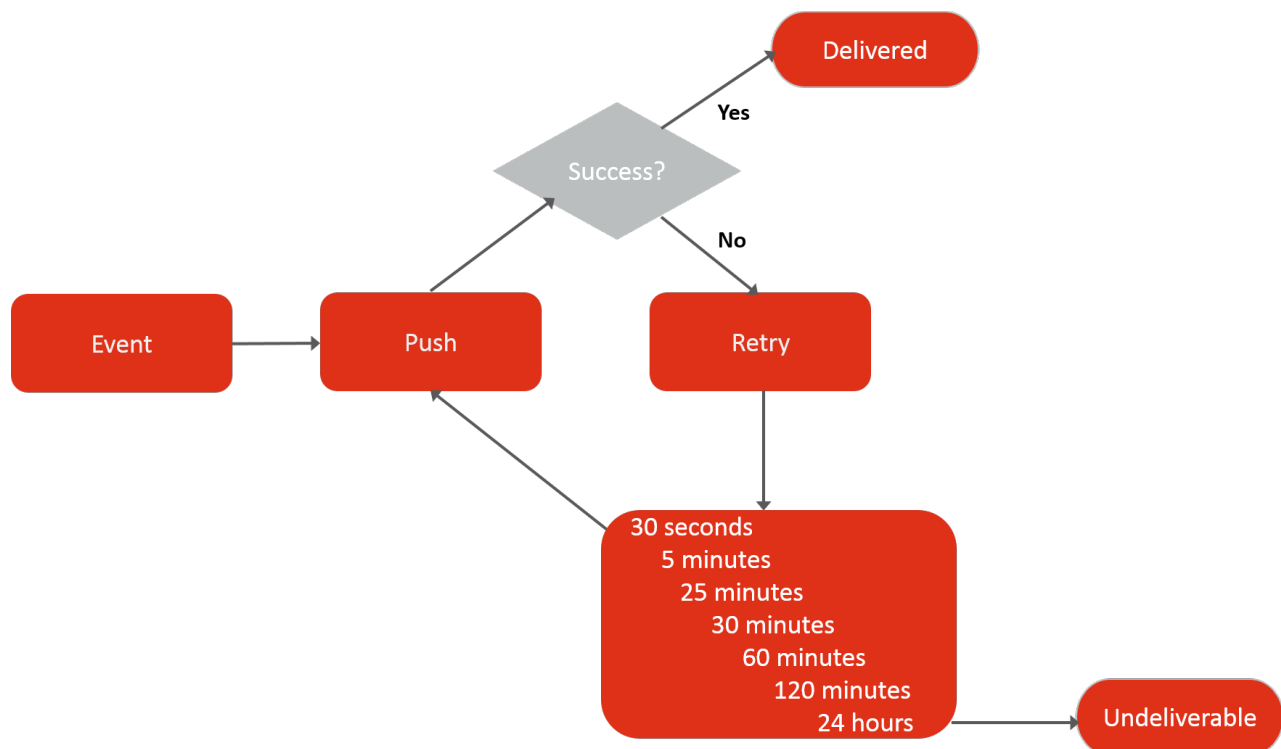 Delivered
Yes
Success?
No
Event
Push
Retry
30 seconds
5 minutes
25 minutes
30 minutes
60 minutes
120 minutes
24 hours
Undeliverable